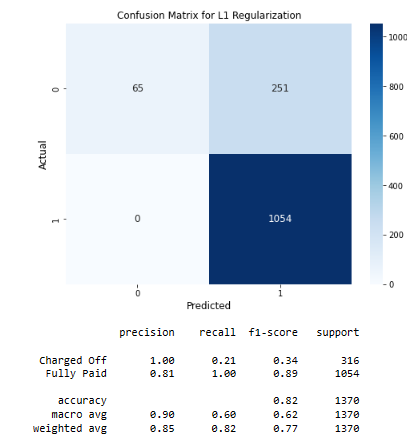 Confusion Matrix for L1 Regularization
1000
0 65 251
800
Actual
600
400
1 0 1054
200
0
0 1
Predicted
precision recall f1-score support
Charged Off 1.00 0.21 0.34 316
Fully Paid 0.81 1.00 0.89 1054
accuracy 0.82 1370
macro avg 0.90 0.60 0.62 1370
weighted avg 0.85 0.82 0.77 1370